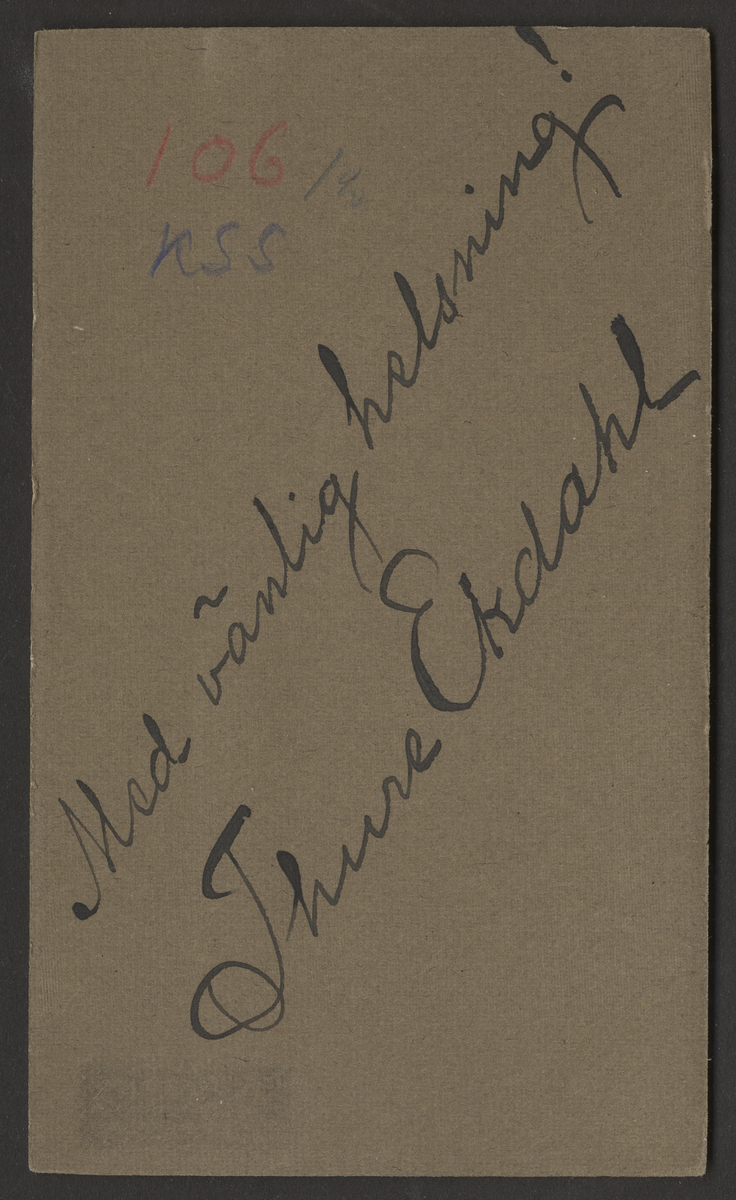 106 1/2
KSS
Med vänlig helsning!
Thure Ekdahl